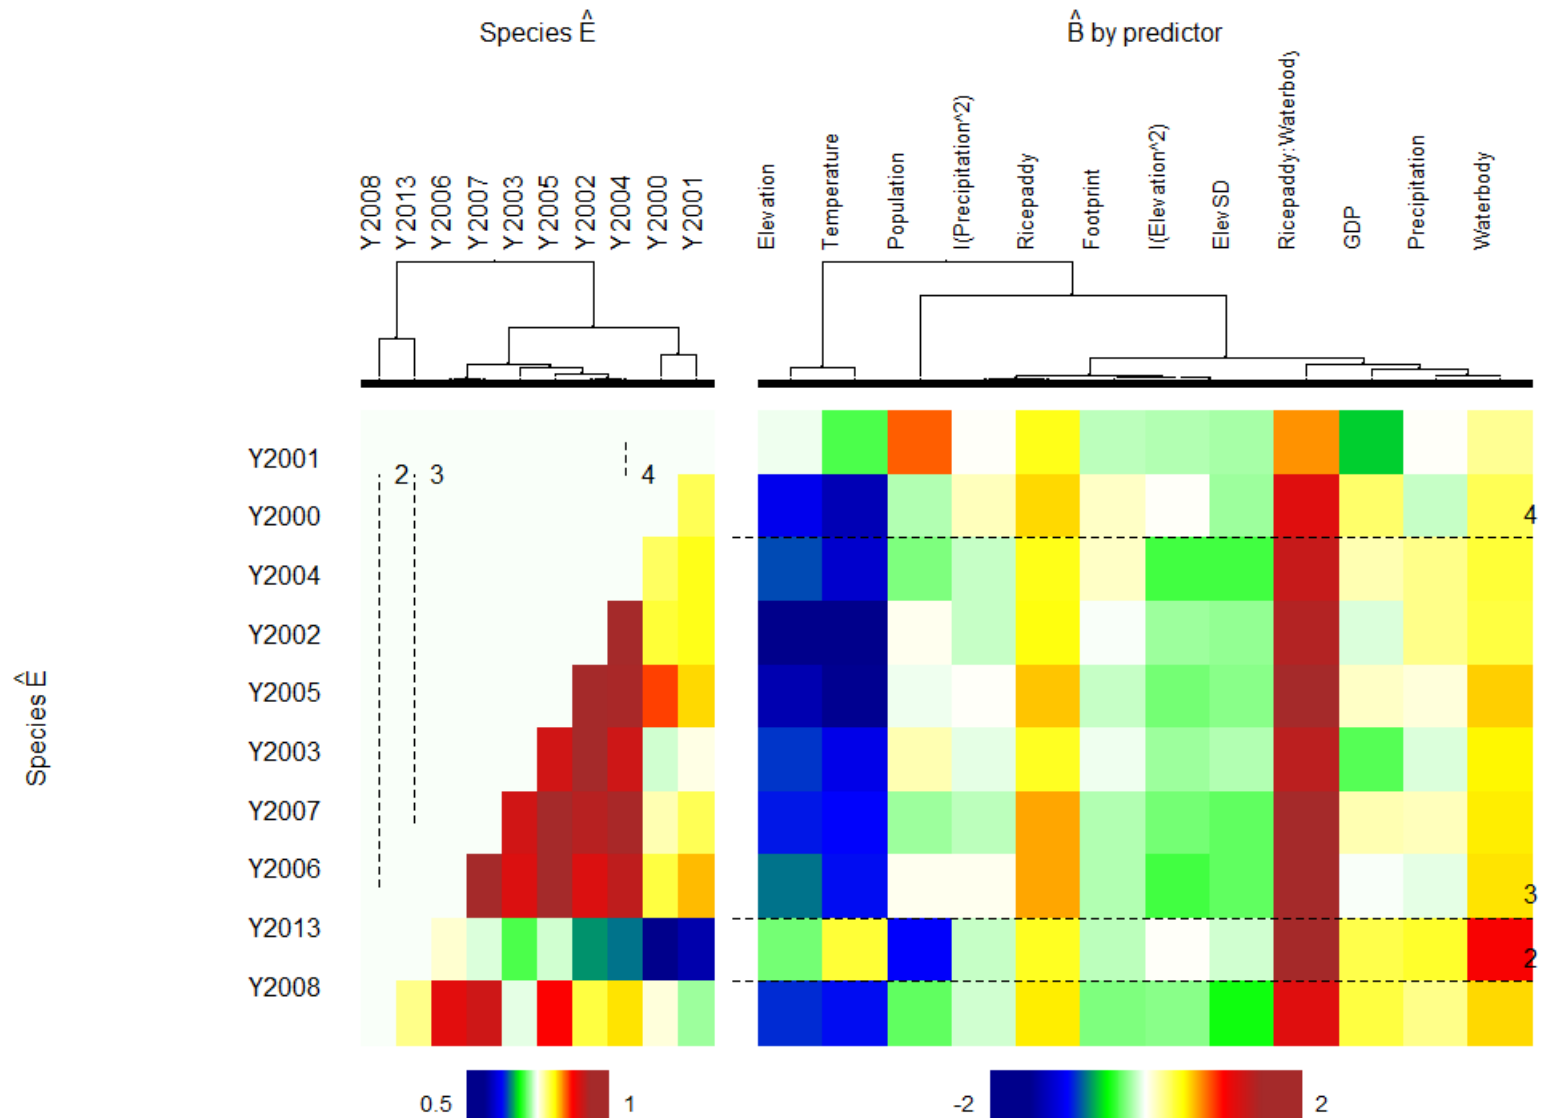 Species Ê
B̂ by predictor
Y2008
Y2013
Y2006
Y2007
Y2003
Y2005
Y2002
Y2004
Y2000
Y2001
Elevation
Temperature
Population
I(Precipitation^2)
Ricepaddy
Footprint
I(Elevation^2)
ElevSD
Ricepaddy:Waterbody
GDP
Precipitation
Waterbody
Y2001
2 3 4
Y2000
4
Y2004
Y2002
Y2005
Species Ê
Y2003
Y2007
Y2006
3
Y2013
2
Y2008
0.5 1
-2 2